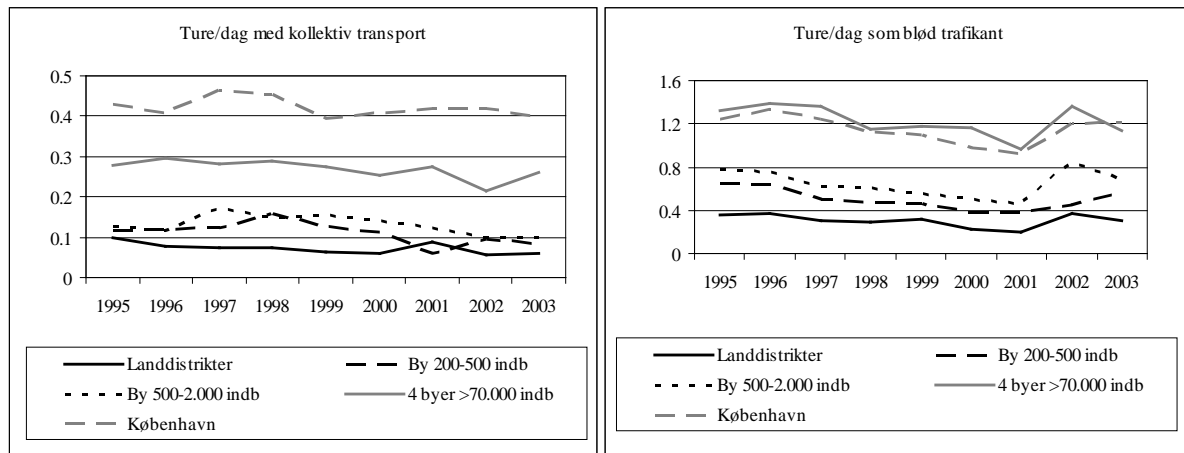 Ture/dag med kollektiv transport
0.5
0.4
0.3
0.2
0.1
0
1995 1996 1997 1998 1999 2000 2001 2002 2003
Landdistrikter By 200-500 indb
By 500-2.000 indb 4 byer >70.000 indb
København
Ture/dag som blød trafikant
1.6
1.2
0.8
0.4
0
1995 1996 1997 1998 1999 2000 2001 2002 2003
Landdistrikter By 200-500 indb
By 500-2.000 indb 4 byer >70.000 indb
København